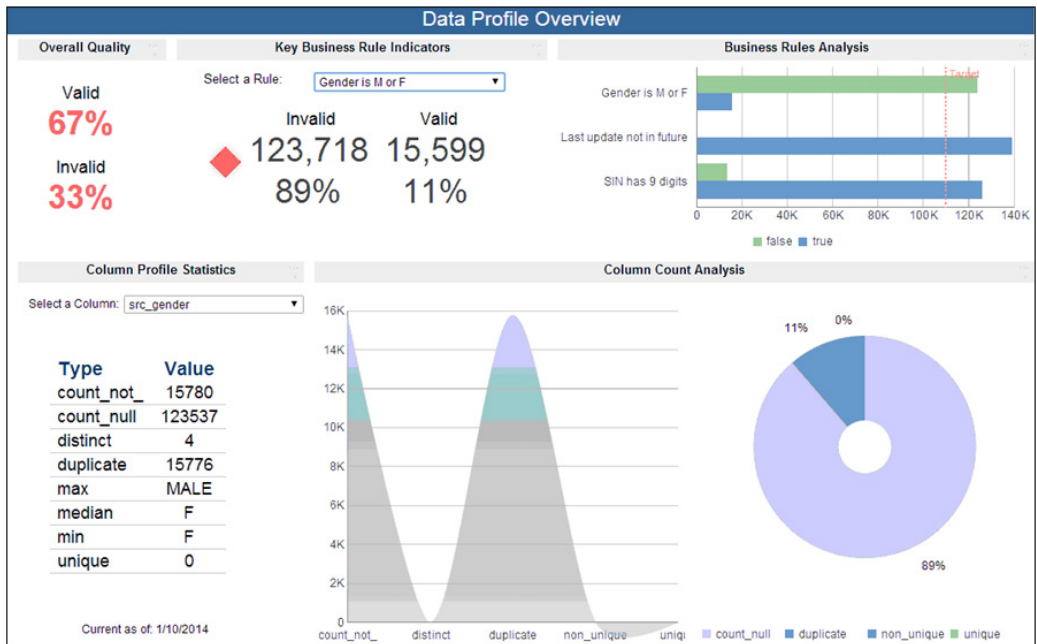 Data Profile Overview
Overall Quality
Valid
67%
Invalid
33%
Key Business Rule Indicators
Select a Rule: Gender is M or F
Invalid Valid
123,718 15,599
89% 11%
Business Rules Analysis
Target
Gender is M or F
Last update not in future
SIN has 9 digits
0 20K 40K 60K 80K 100K 120K 140K
false true
Column Profile Statistics
Select a Column: src_gender
Type Value
count_not_ 15780
count_null 123537
distinct 4
duplicate 15776
max MALE
median F
min F
unique 0
Current as of: 1/10/2014
Column Count Analysis
16K
14K
12K
10K
8K
6K
4K
2K
0
count_not_ distinct duplicate non_unique uniq
11% 0%
89%
count_null duplicate non_unique unique